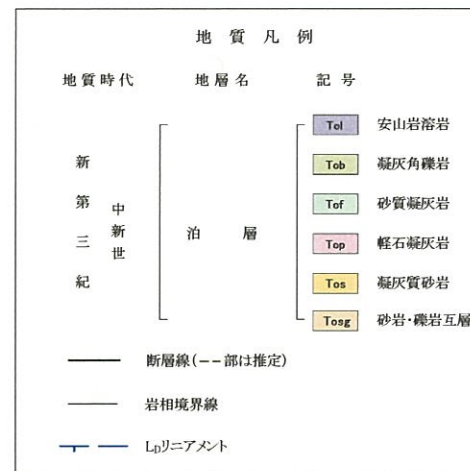 地質凡例
地質時代 地層名 記号
新第三紀 中新世 泊層
Tol 安山岩溶岩
Tob 凝灰角礫岩
Tof 砂質凝灰岩
Top 軽石凝灰岩
Tos 凝灰質砂岩
Tosg 砂岩・礫岩互層
断層線(−−部は推定)
岩相境界線
LDリニアメント